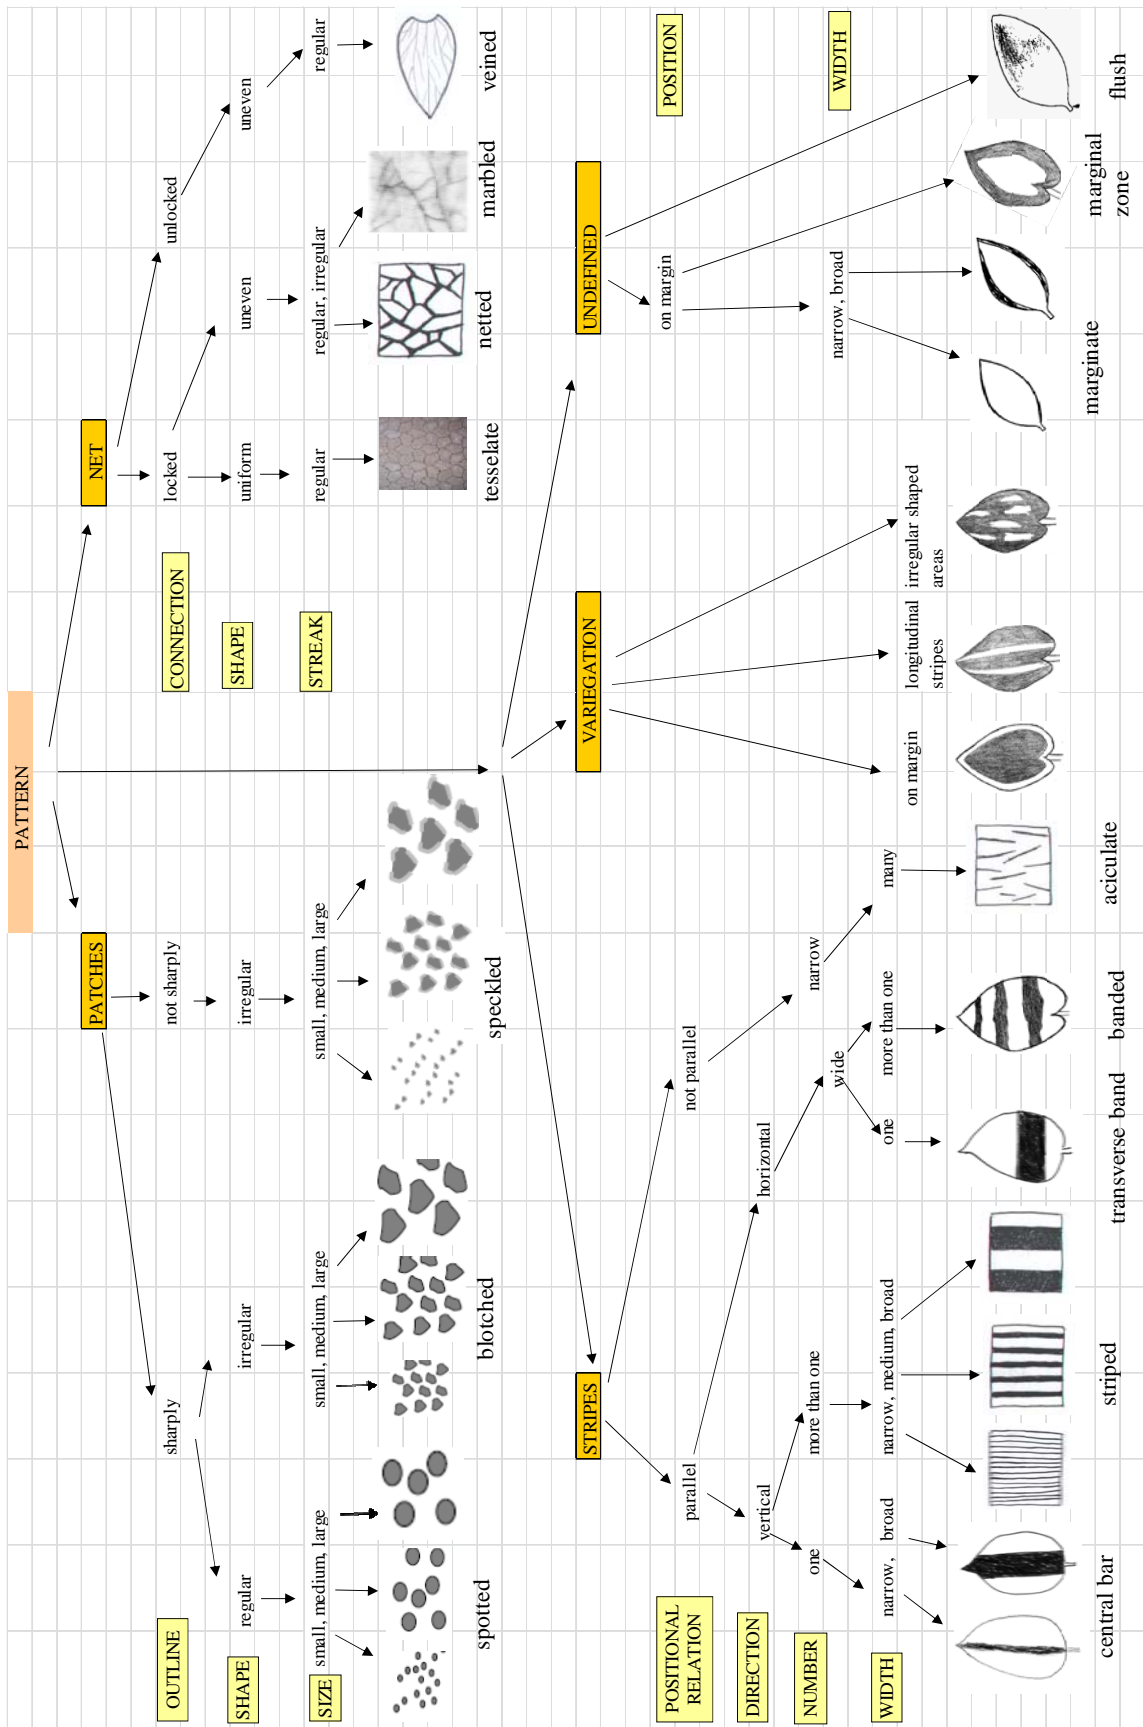 PATTERN
PATCHES
NET
OUTLINE
sharply
not sharply
CONNECTION
locked
unlocked
SHAPE
regular
irregular
irregular
SHAPE
uniform
uneven
uneven
SIZE
small, medium, large
small, medium, large
small, medium, large
STREAK
regular
regular, irregular
regular
spotted
blotched
speckled
tesselate
netted
marbled
veined
STRIPES
VARIEGATION
UNDEFINED
POSITIONAL
RELATION
parallel
not parallel
on margin
POSITION
DIRECTION
vertical
horizontal
NUMBER
one
more than one
wide
narrow
narrow, broad
WIDTH
WIDTH
narrow, broad
narrow, medium, broad
one
more than one
many
on margin
longitudinal
stripes
irregular shaped
areas
central bar
striped
transverse band
banded
aciculate
marginate
marginal
zone
flush